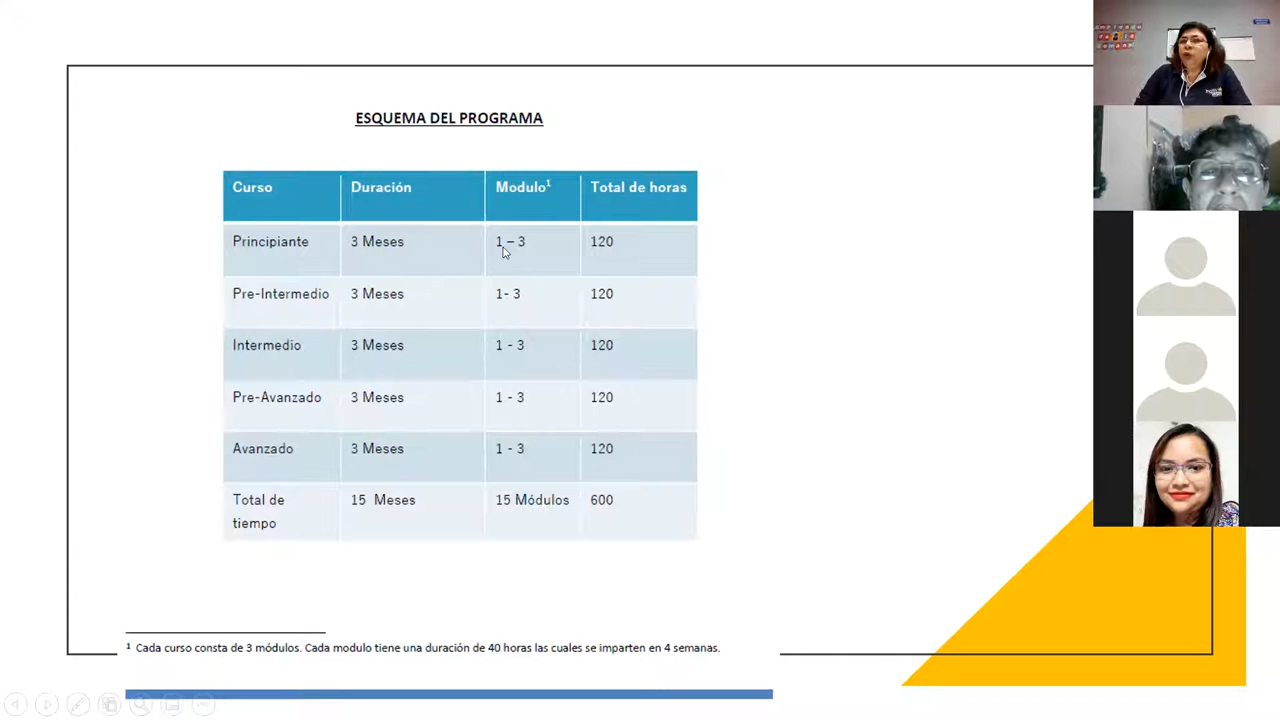 ESQUEMA DEL PROGRAMA
Curso Duración Modulo¹ Total de horas
Principiante 3 Meses 1 – 3 120
Pre-Intermedio 3 Meses 1- 3 120
Intermedio 3 Meses 1 - 3 120
Pre-Avanzado 3 Meses 1 - 3 120
Avanzado 3 Meses 1 - 3 120
Total de tiempo 15 Meses 15 Módulos 600
¹ Cada curso consta de 3 módulos. Cada modulo tiene una duración de 40 horas las cuales se imparten en 4 semanas.